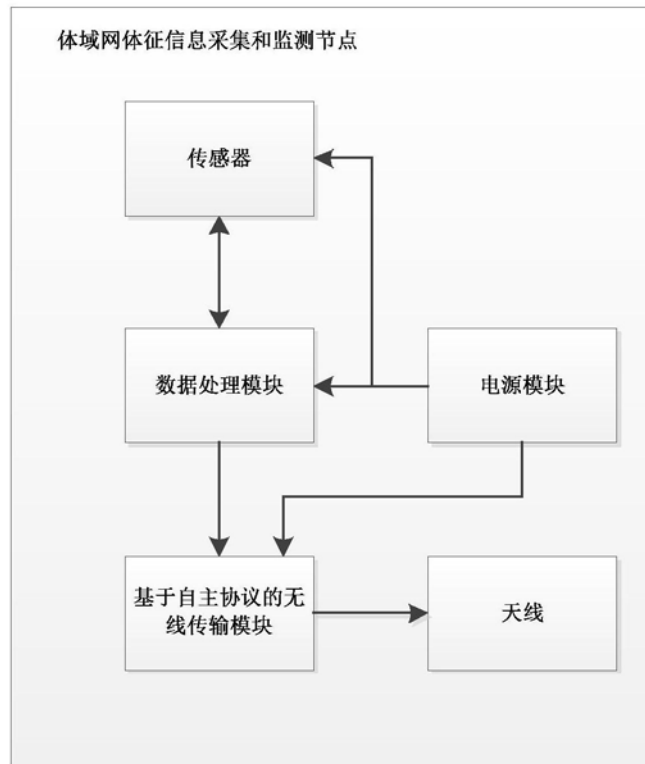 体域网体征信息采集和监测节点
传感器
数据处理模块
电源模块
基于自主协议的无
线传输模块
天线